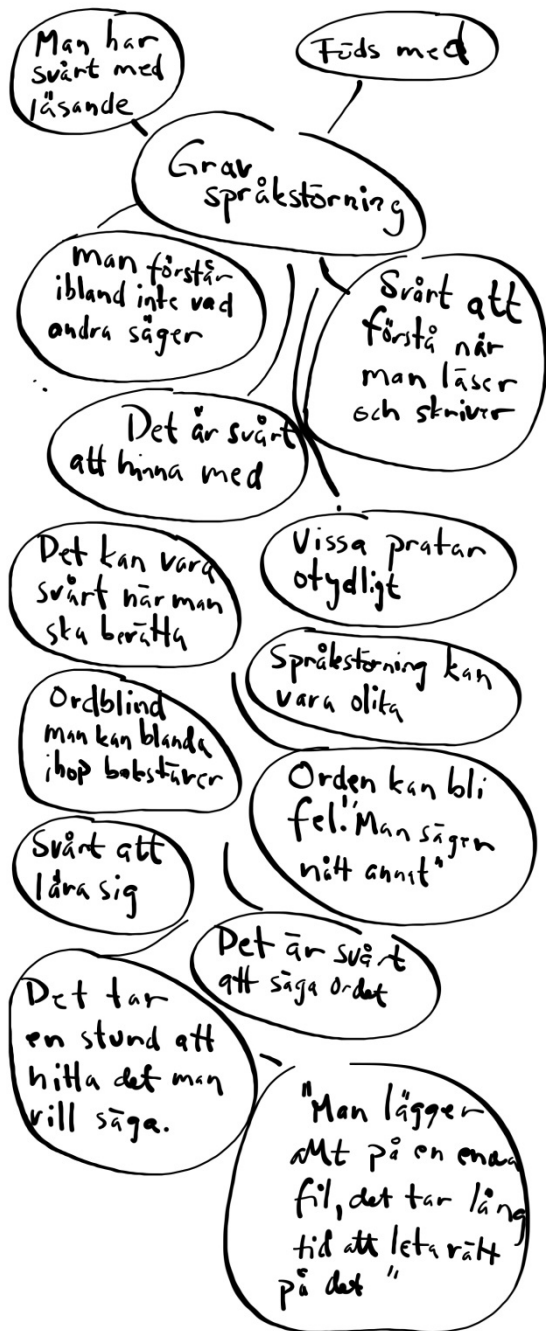 Man har
svårt med
läsande
Föds med
Grav
språkstörning
man förstår
ibland inte vad
andra säger
Svårt att
förstå när
man läser
och skriver
Det är svårt
att hinna med
Vissa pratar
otydligt
Det kan vara
svårt när man
ska berätta
Språkstörning kan
vara olika
Ordblind
man kan blanda
ihop bokstäver
Orden kan bli
fel. "Man säger
nått annat"
Svårt att
lära sig
Det är svårt
att säga ordet
Det tar
en stund att
hitta det man
vill säga.
"Man lägger
allt på en enda
fil, det tar lång
tid att leta rätt
på det"